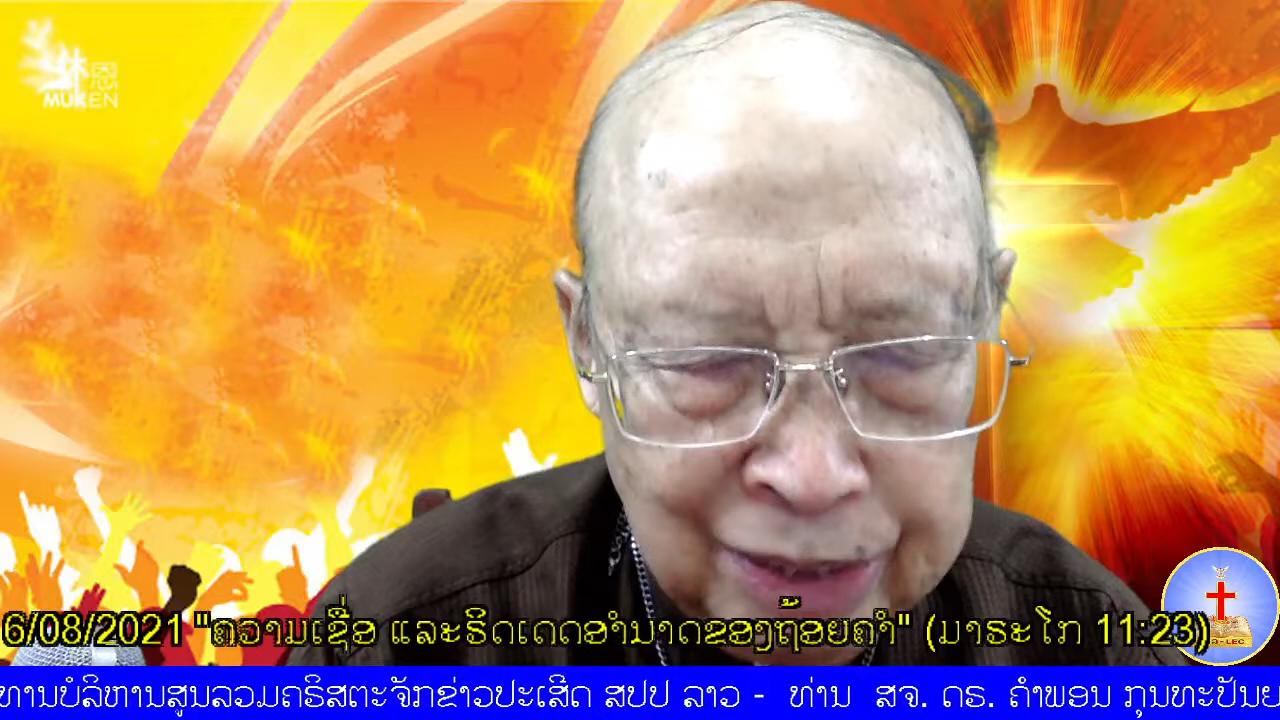 沐恩
MUKEN
6/08/2021 "ຄວາມເຊື່ອ ແລະຣິດເດດອຳນາດຂອງຖ້ອຍຄຳ" (ມາຣະໂກ 11:23)
ທານບໍລິຫານສູນລວມຄຣິສຕະຈັກຂ່າວປະເສີດ ສປປ ລາວ - ທ່ານ ສຈ. ດຣ. ຄຳພອນ ກຸນທະປັນຍ